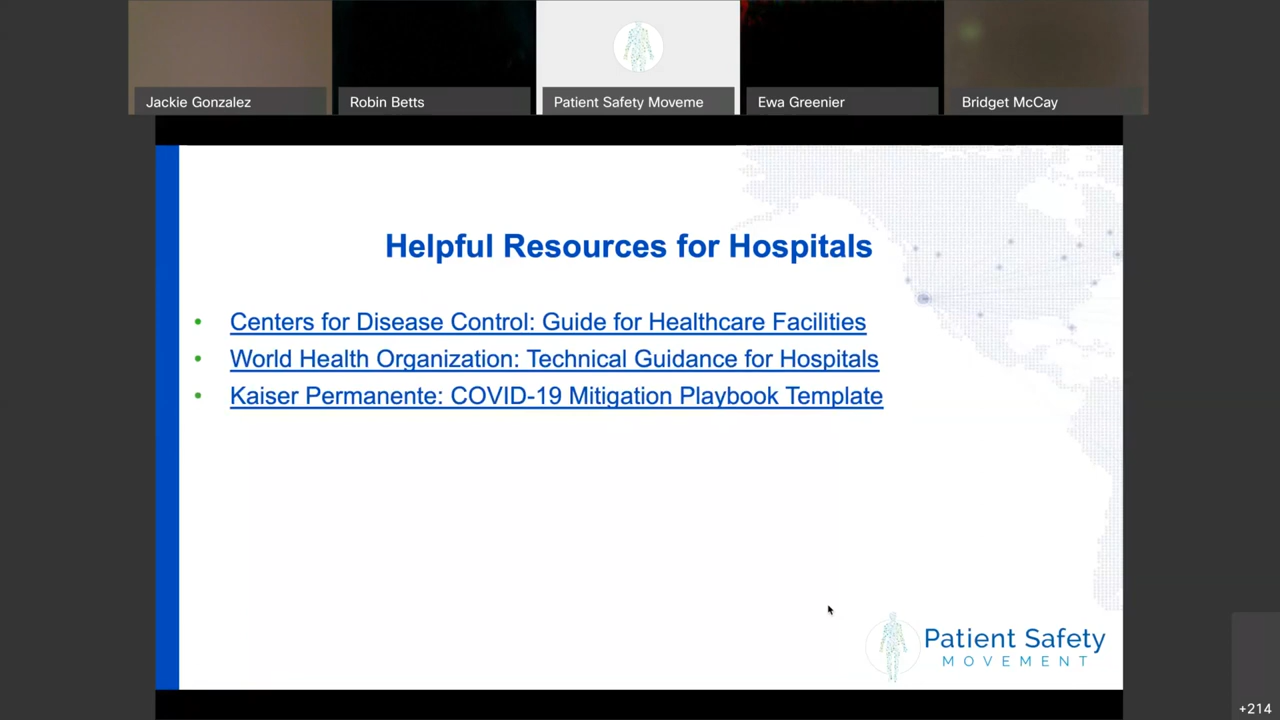 Jackie Gonzalez
Robin Betts
Patient Safety Moveme
Ewa Greenier
Bridget McCay
Helpful Resources for Hospitals
• Centers for Disease Control: Guide for Healthcare Facilities
• World Health Organization: Technical Guidance for Hospitals
• Kaiser Permanente: COVID-19 Mitigation Playbook Template
Patient Safety
MOVEMENT
+214